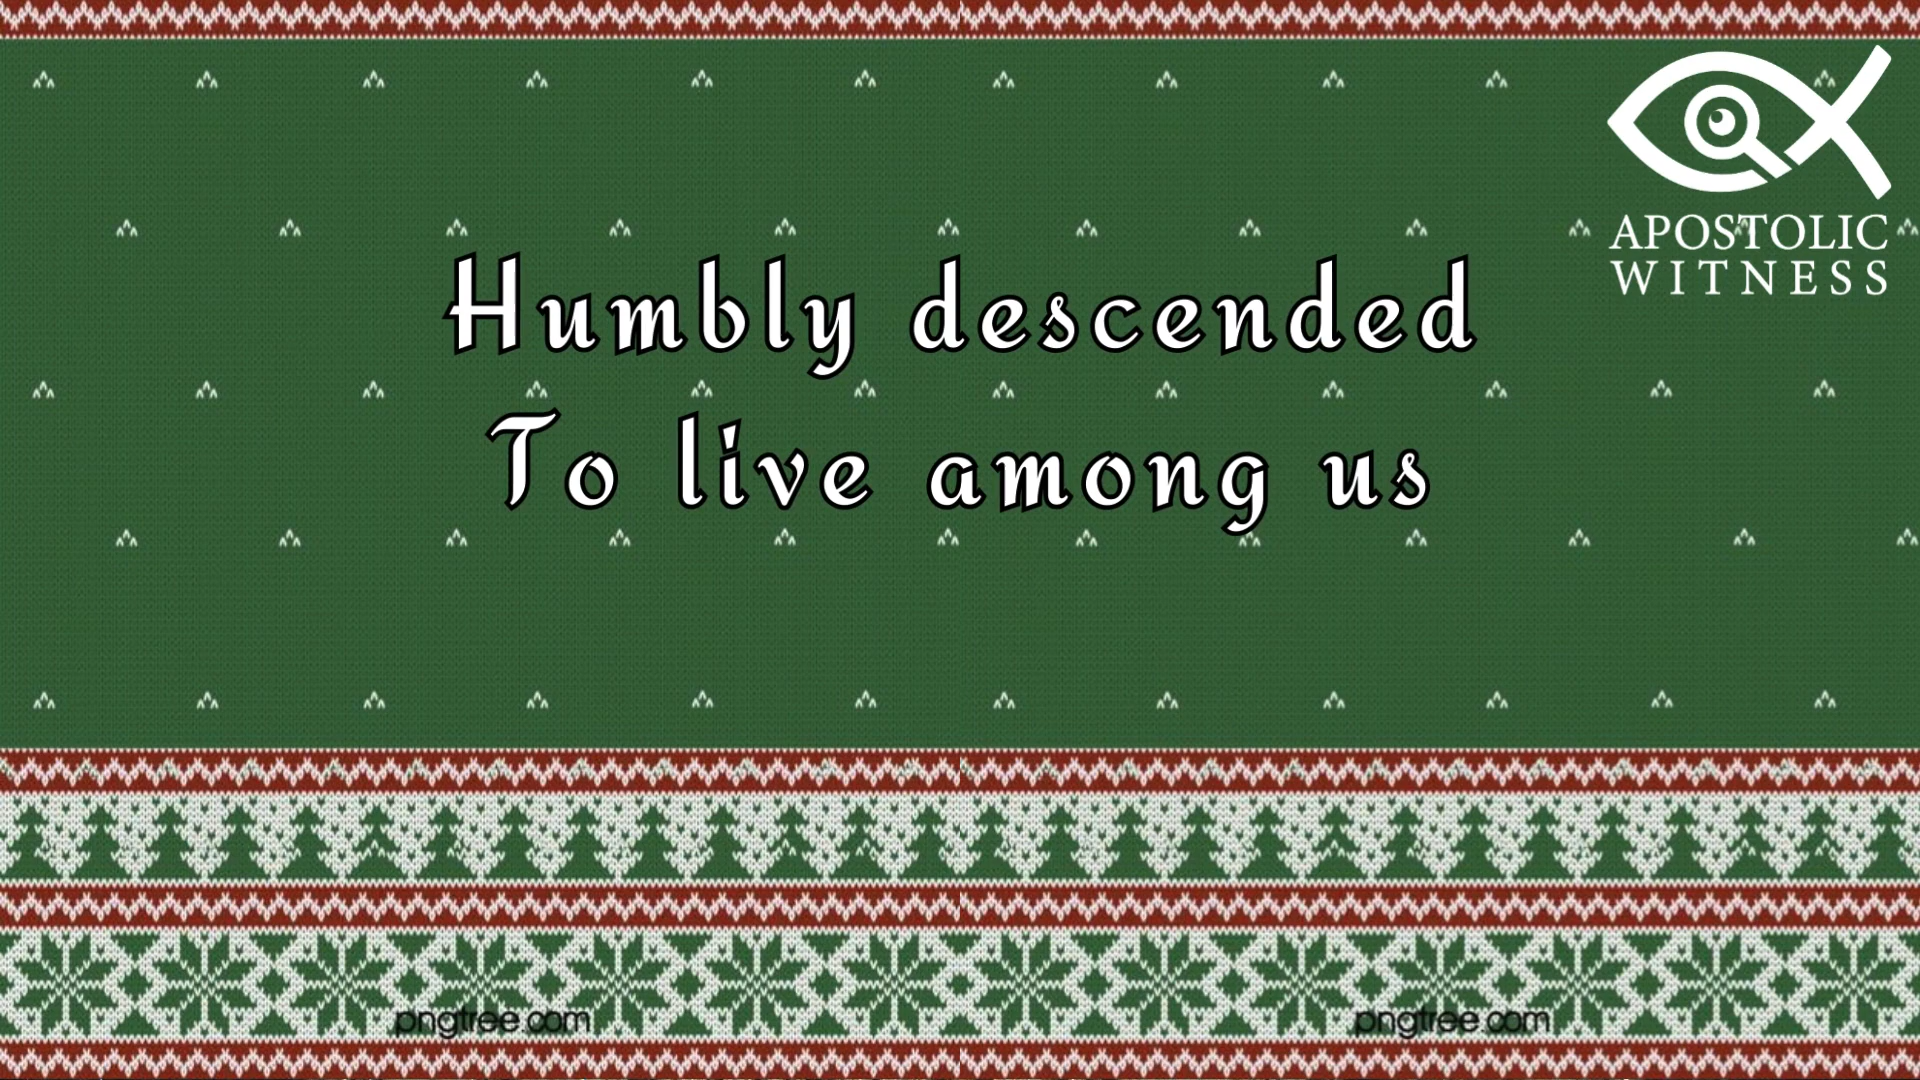 APOSTOLIC
WITNESS
Humbly descended
To live among us
pngtree.com pngtree.com